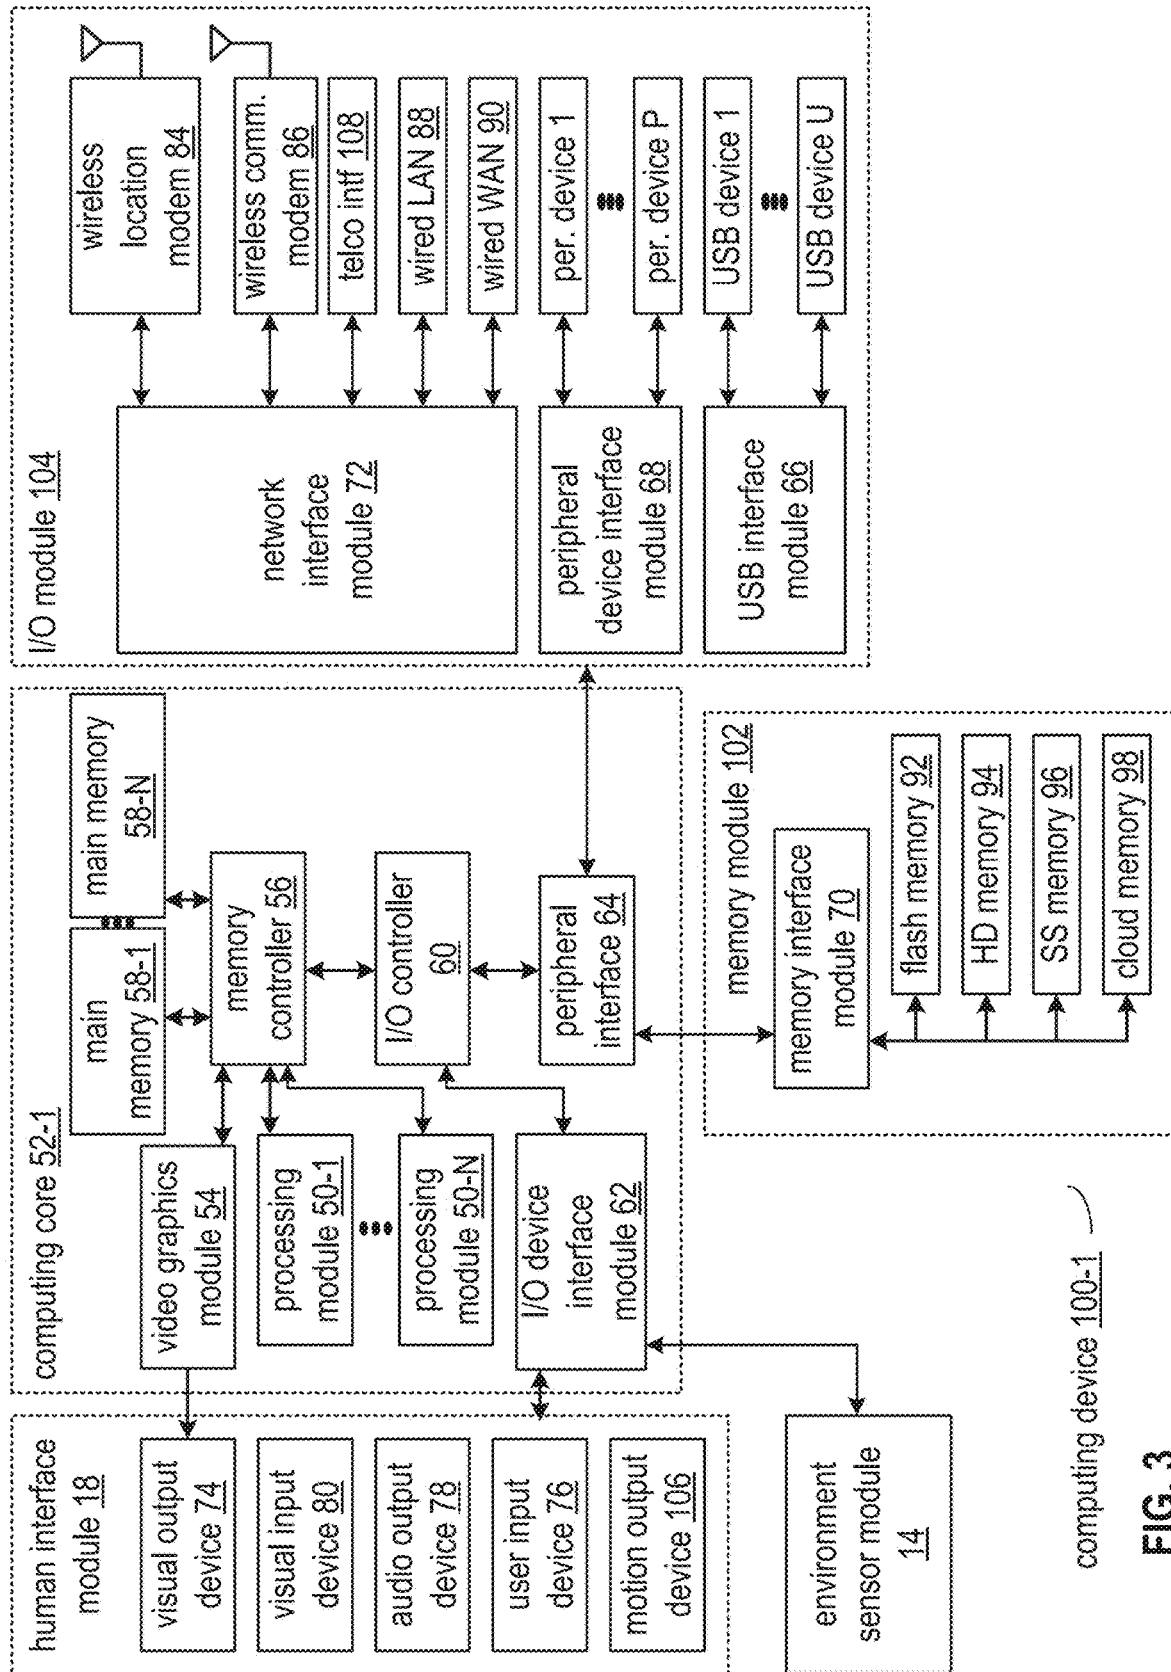 human interface
module 18
visual output
device 74
visual input
device 80
audio output
device 78
user input
device 76
motion output
device 106
environment
sensor module
14
computing core 52-1
video graphics
module 54
processing
module 50-1
processing
module 50-N
I/O device
interface
module 62
main
memory 58-1
main memory
58-N
memory
controller 56
I/O controller
60
peripheral
interface 64
memory module 102
memory interface
module 70
flash memory 92
HD memory 94
SS memory 96
cloud memory 98
I/O module 104
network
interface
module 72
peripheral
device interface
module 68
USB interface
module 66
wireless
location
modem 84
wireless comm.
modem 86
telco intf 108
wired LAN 88
wired WAN 90
per. device 1
per. device P
USB device 1
USB device U
computing device 100-1
FIG. 3